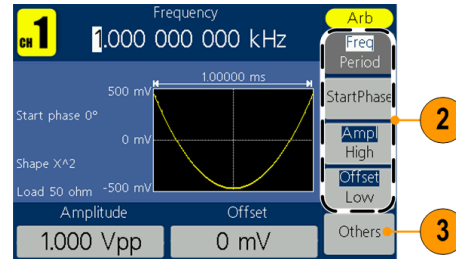 CH 1
Frequency
1.000 000 000 kHz
Arb
Freq
Period
StartPhase
Ampl
High
Offset
Low
Others
2
3
1.00000 ms
500 mV
Start phase 0°
0 mV
Shape X^2
Load 50 ohm
-500 mV
Amplitude
Offset
1.000 Vpp
0 mV